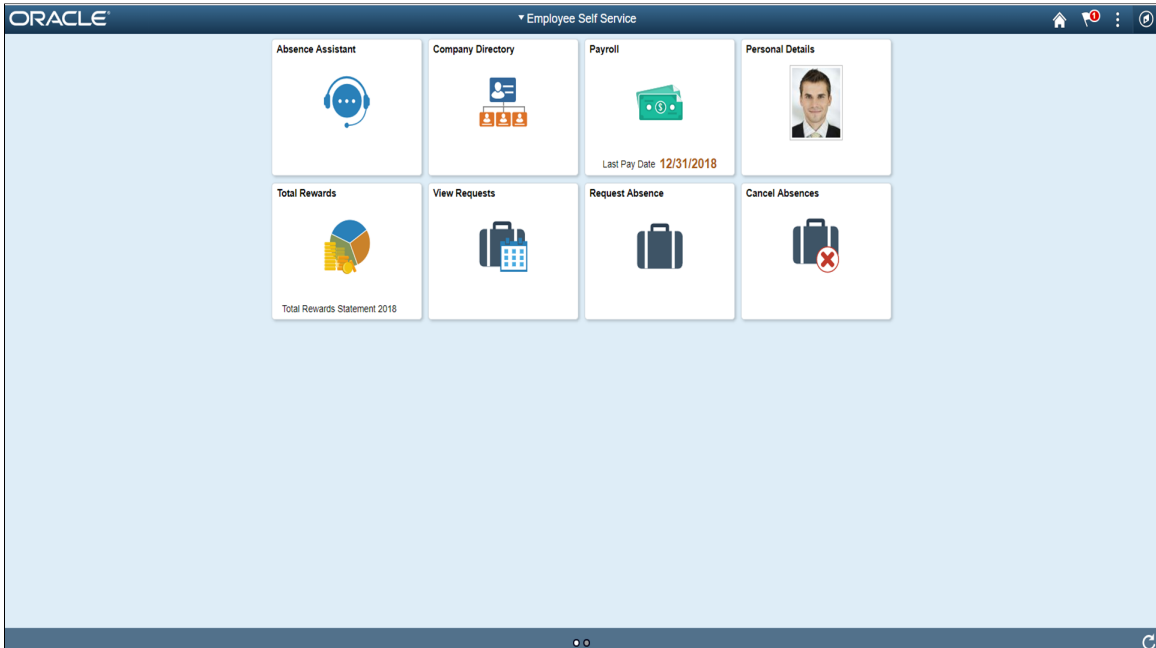 ORACLE
Employee Self Service
1
Absence Assistant
Company Directory
Payroll
Last Pay Date 12/31/2018
Personal Details
Total Rewards
Total Rewards Statement 2018
View Requests
Request Absence
Cancel Absences